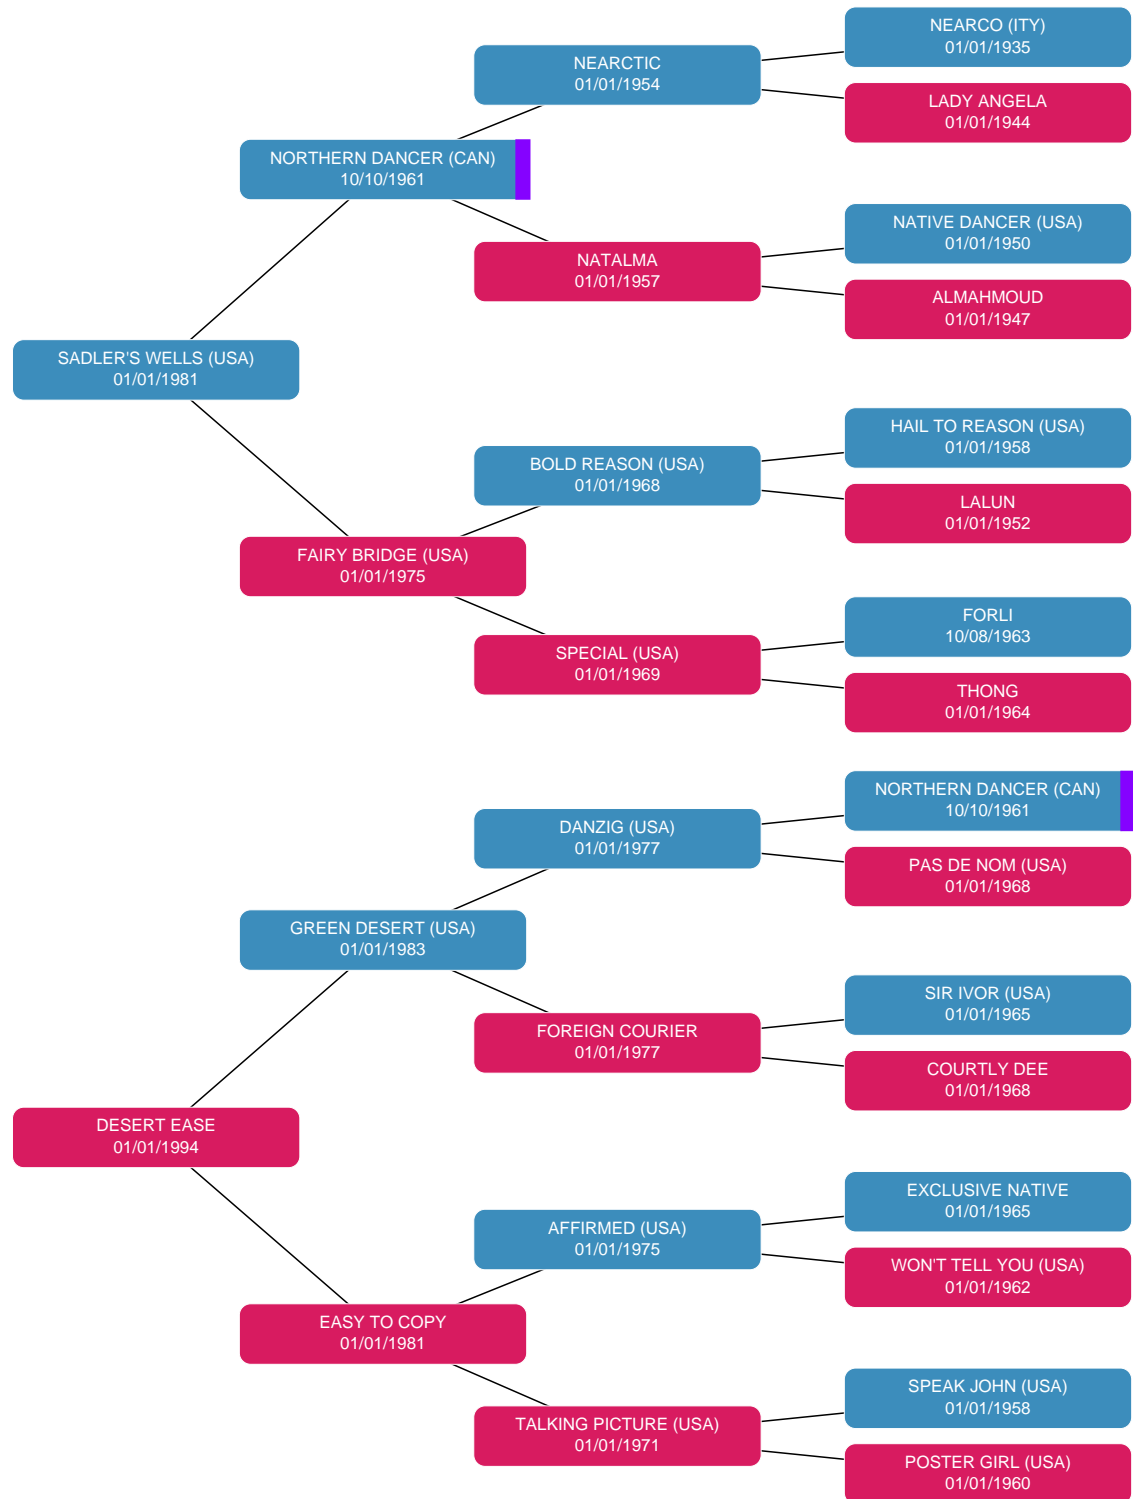 NEARCO (ITY)
01/01/1935
NEARCTIC
01/01/1954
LADY ANGELA
01/01/1944
NORTHERN DANCER (CAN)
10/10/1961
NATIVE DANCER (USA)
01/01/1950
NATALMA
01/01/1957
ALMAHMOUD
01/01/1947
SADLER'S WELLS (USA)
01/01/1981
HAIL TO REASON (USA)
01/01/1958
BOLD REASON (USA)
01/01/1968
LALUN
01/01/1952
FAIRY BRIDGE (USA)
01/01/1975
FORLI
10/08/1963
SPECIAL (USA)
01/01/1969
THONG
01/01/1964
NORTHERN DANCER (CAN)
10/10/1961
DANZIG (USA)
01/01/1977
PAS DE NOM (USA)
01/01/1968
GREEN DESERT (USA)
01/01/1983
SIR IVOR (USA)
01/01/1965
FOREIGN COURIER
01/01/1977
COURTLY DEE
01/01/1968
DESERT EASE
01/01/1994
EXCLUSIVE NATIVE
01/01/1965
AFFIRMED (USA)
01/01/1975
WON'T TELL YOU (USA)
01/01/1962
EASY TO COPY
01/01/1981
SPEAK JOHN (USA)
01/01/1958
TALKING PICTURE (USA)
01/01/1971
POSTER GIRL (USA)
01/01/1960